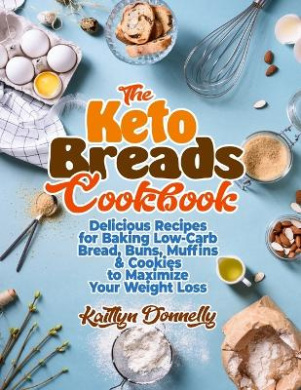 The
Keto
Breads
Cookbook
Delicious Recipes
for Baking Low-Carb
Bread, Buns, Muffins
& Cookies
to Maximize
Your Weight Loss
Kaitlyn Donnelly